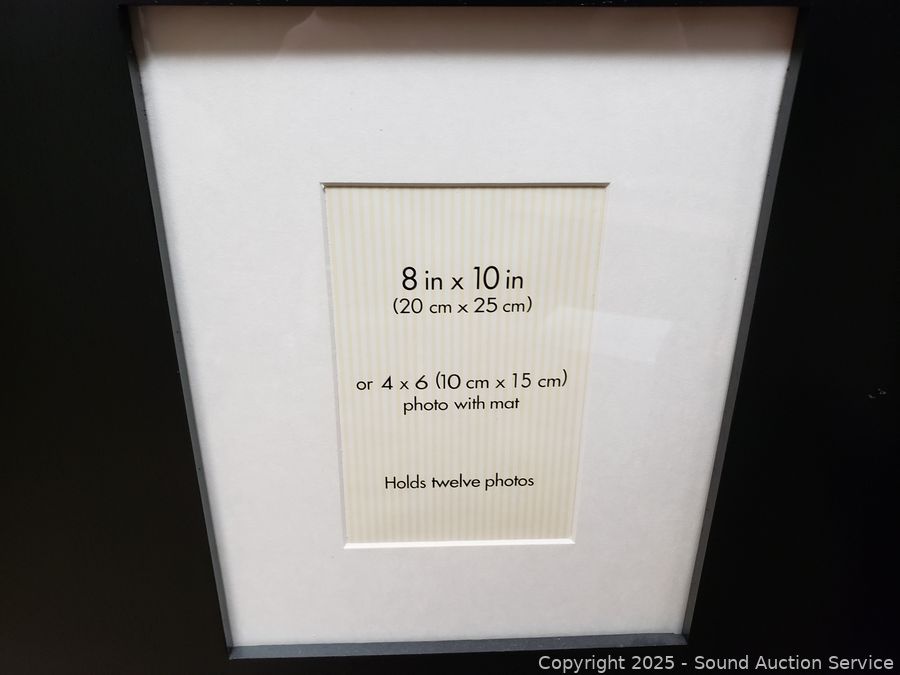 8 in x 10 in
(20 cm x 25 cm)
or 4 x 6 (10 cm x 15 cm)
photo with mat
Holds twelve photos
Copyright 2025 - Sound Auction Service